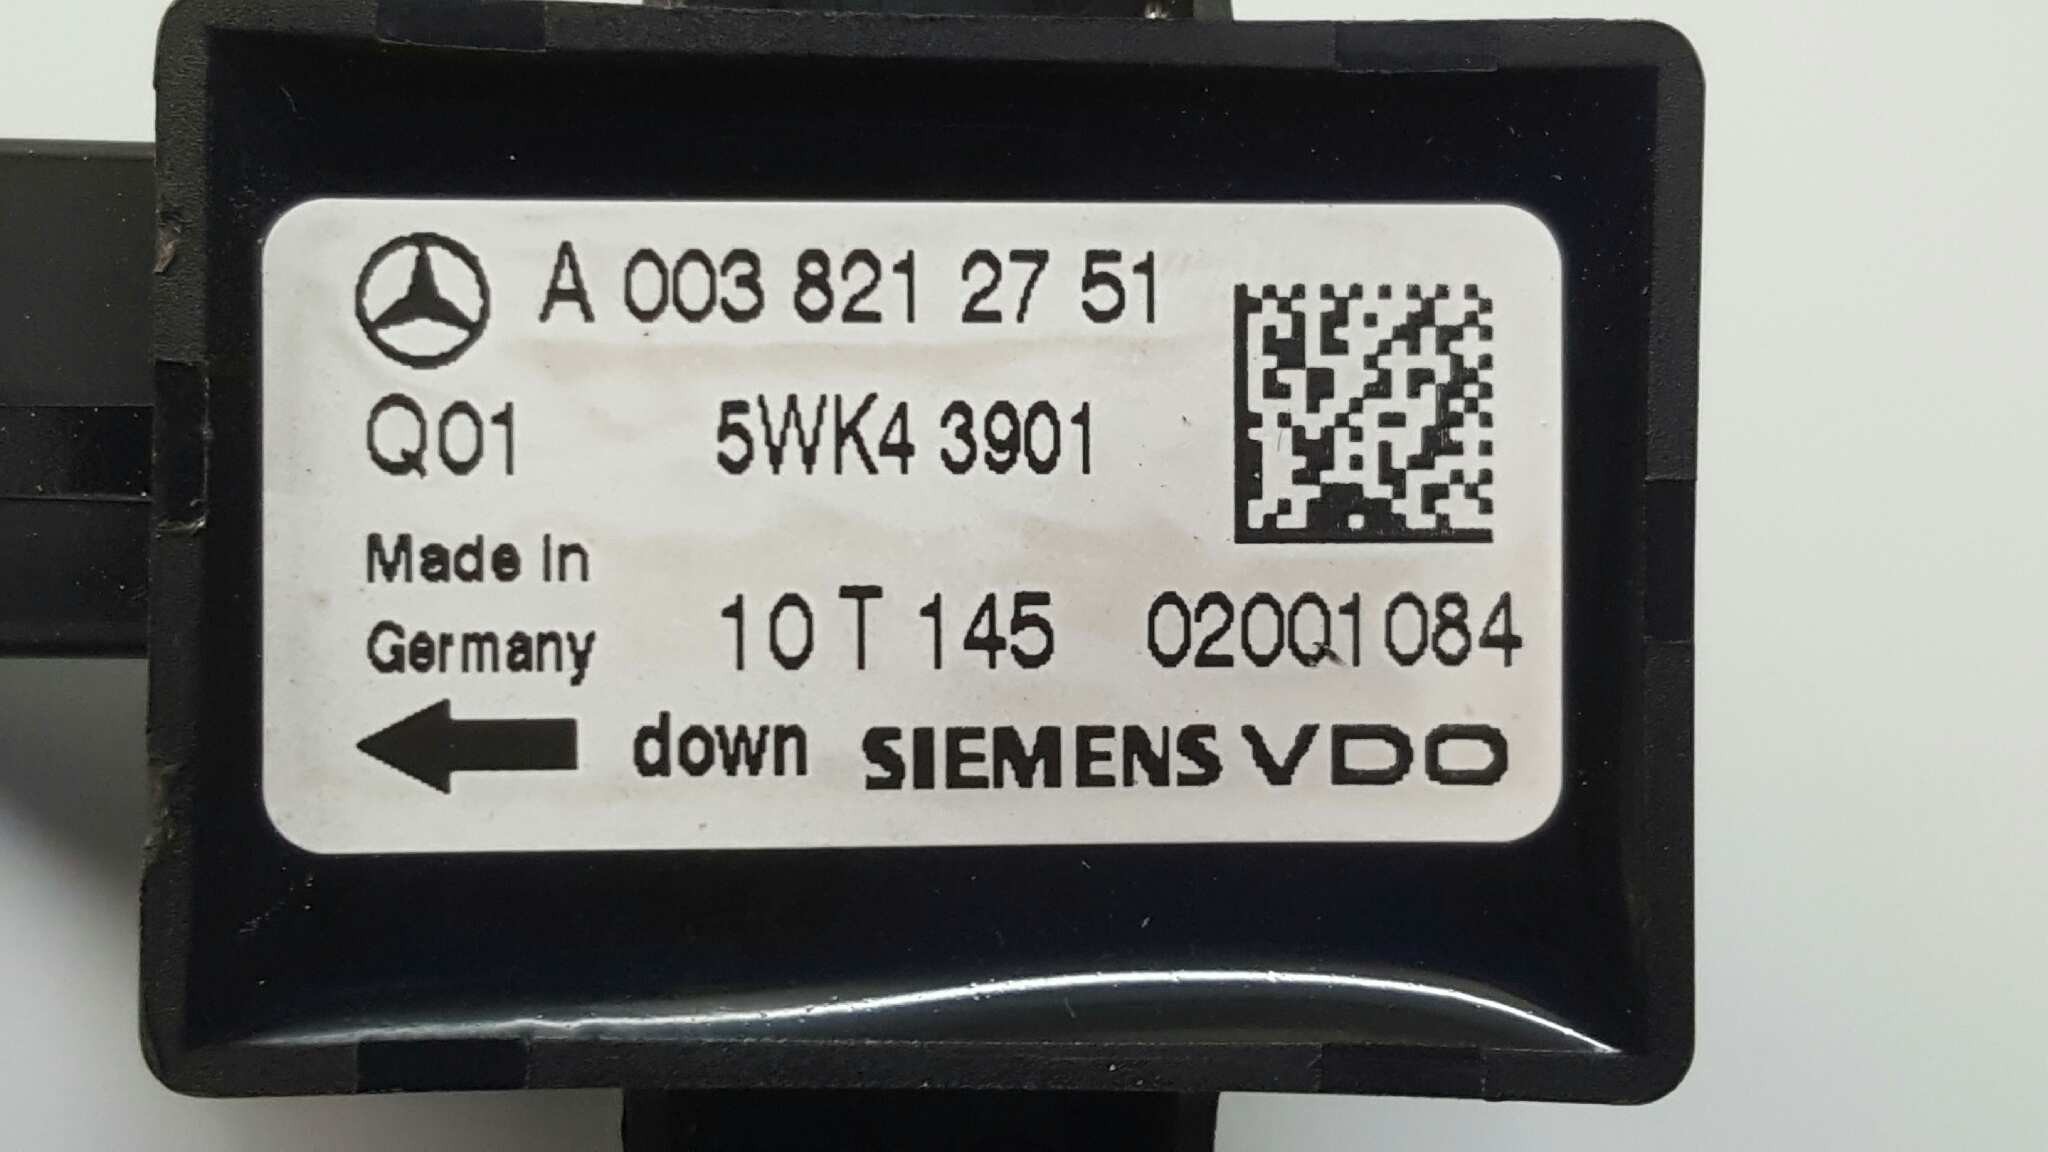 A 003 821 27 51
Q01 5WK4 3901
Made in
Germany
10 T 145 020Q1084
down SIEMENS VDO